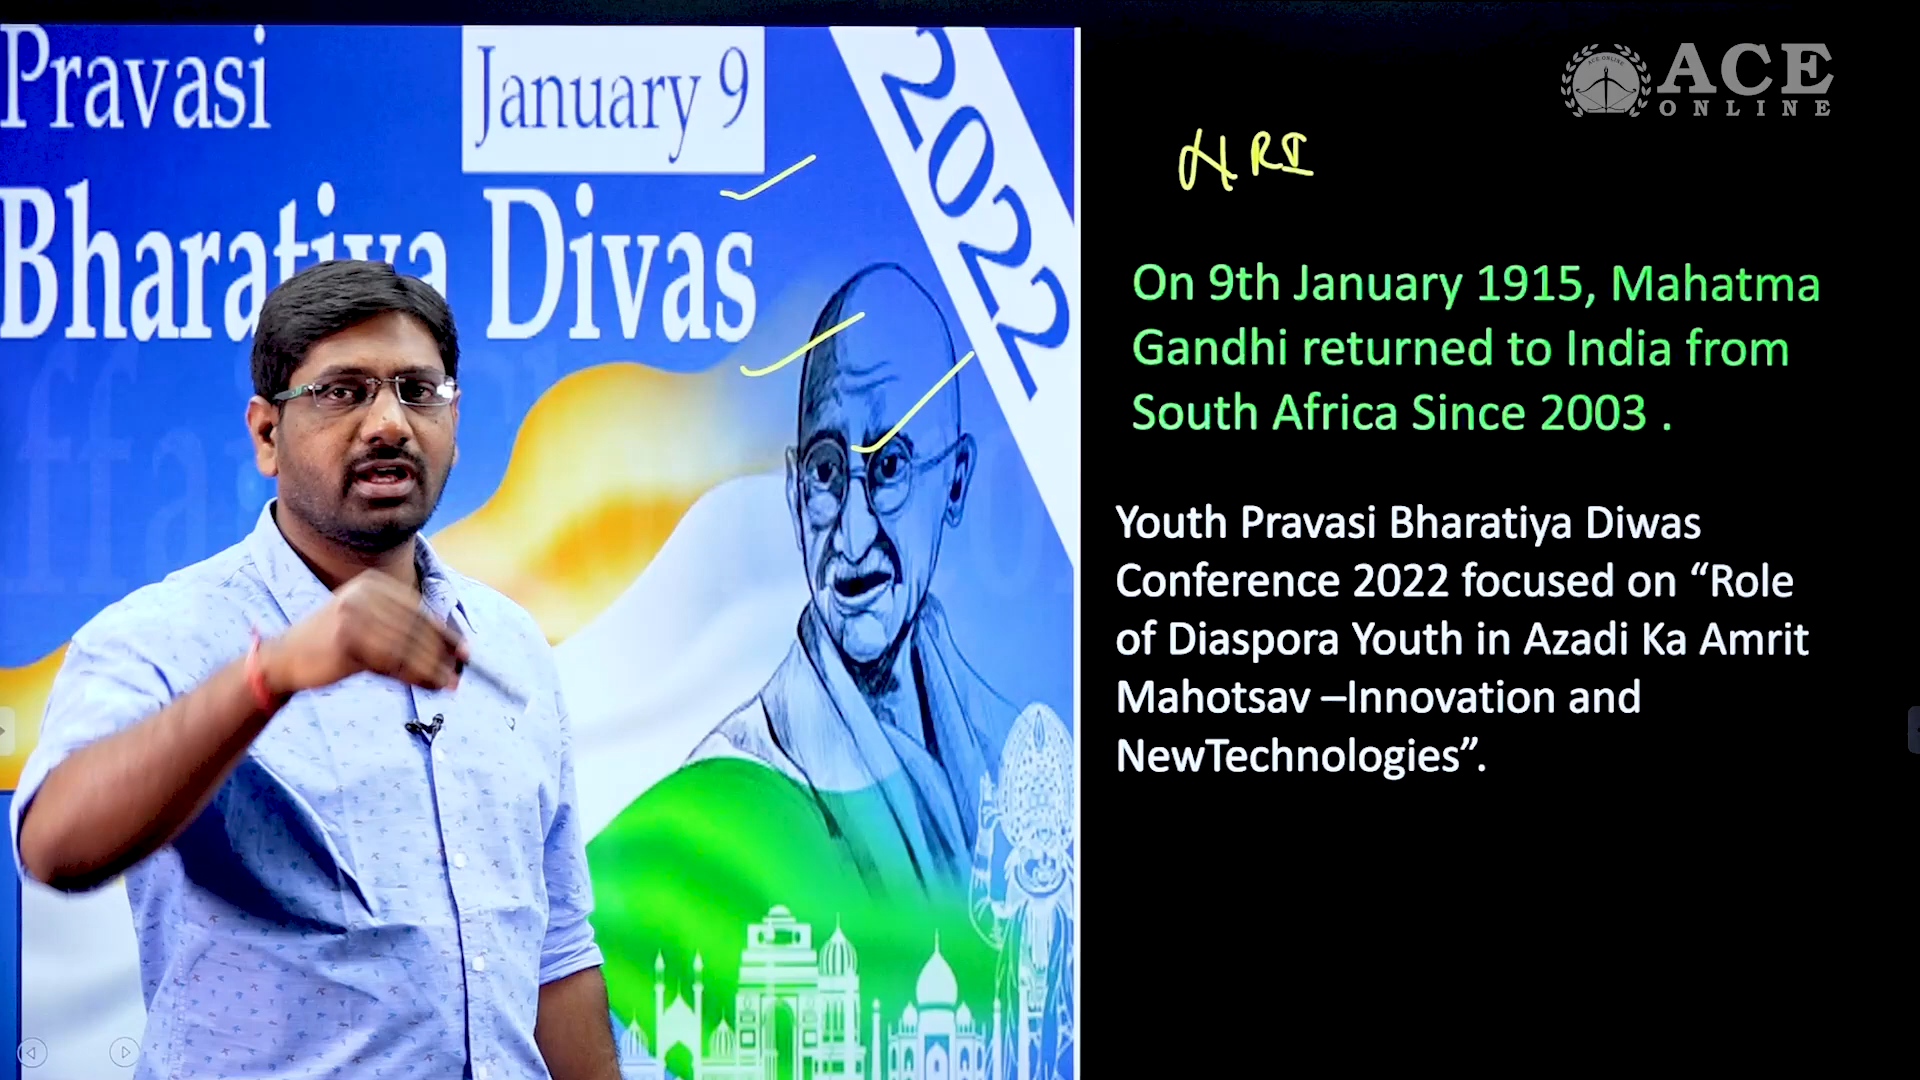 Pravasi
January 9
Bharatiya Divas
2022
ACE
ONLINE
NRI
On 9th January 1915, Mahatma
Gandhi returned to India from
South Africa Since 2003 .
Youth Pravasi Bharatiya Diwas
Conference 2022 focused on “Role
of Diaspora Youth in Azadi Ka Amrit
Mahotsav –Innovation and
NewTechnologies”.